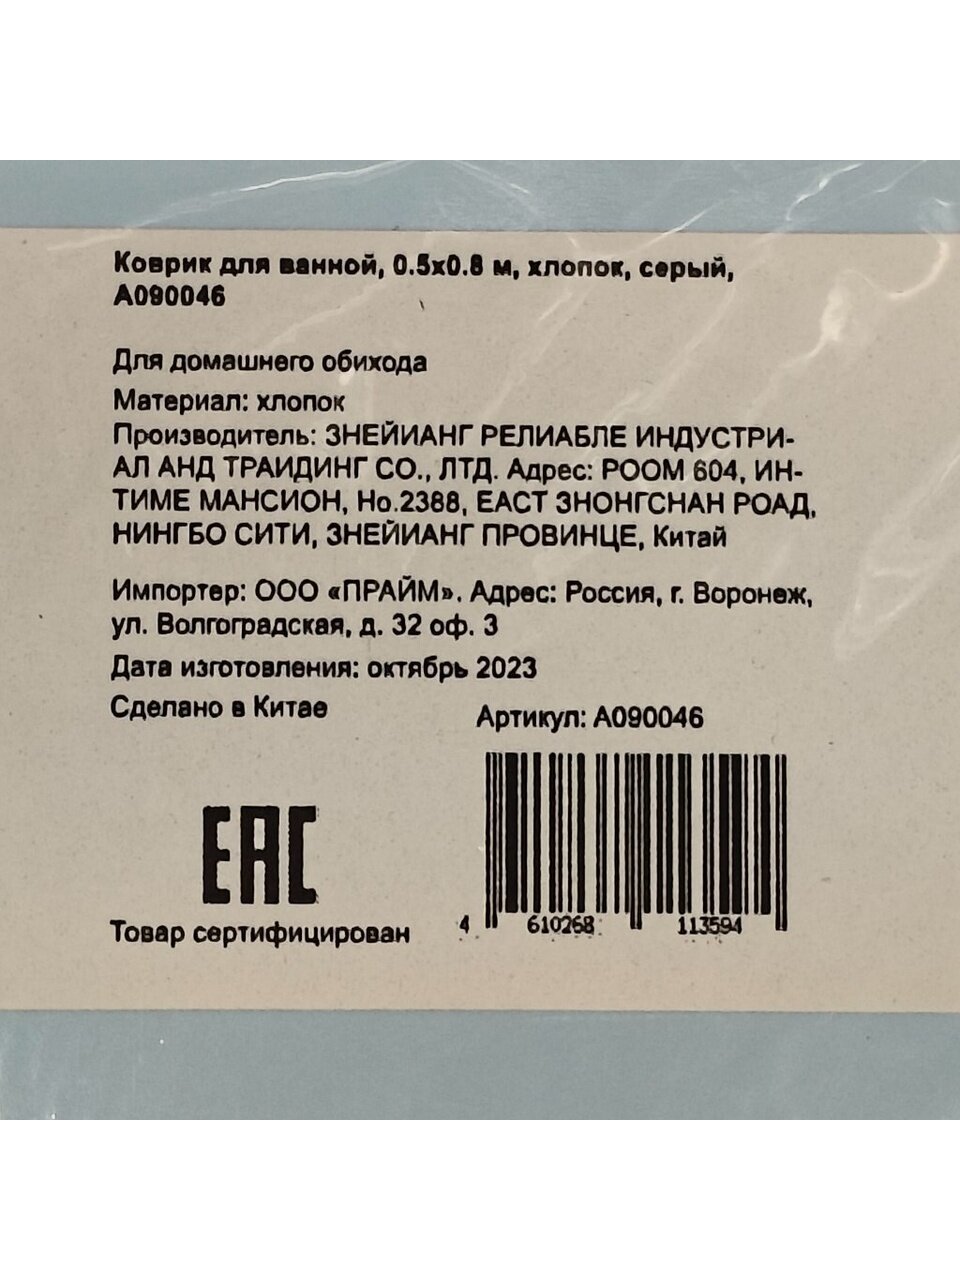 Коврик для ванной, 0.5х0.8 м, хлопок, серый,
А090046
Для домашнего обихода
Материал: хлопок
Производитель: ЗНЕЙИАНГ РЕЛИАБЛЕ ИНДУСТРИ-
АЛ АНД ТРАИДИНГ СО., ЛТД. Адрес: РООМ 604, ИН-
ТИМЕ МАНСИОН, Но.2388, ЕАСТ ЗНОНГСНАН РОАД,
НИНГБО СИТИ, ЗНЕЙИАНГ ПРОВИНЦЕ, Китай
Импортер: ООО «ПРАЙМ». Адрес: Россия, г. Воронеж,
ул. Волгоградская, д. 32 оф. 3
Дата изготовления: октябрь 2023
Сделано в Китае
Артикул: А090046
EAC
Товар сертифицирован
4 610268 113594